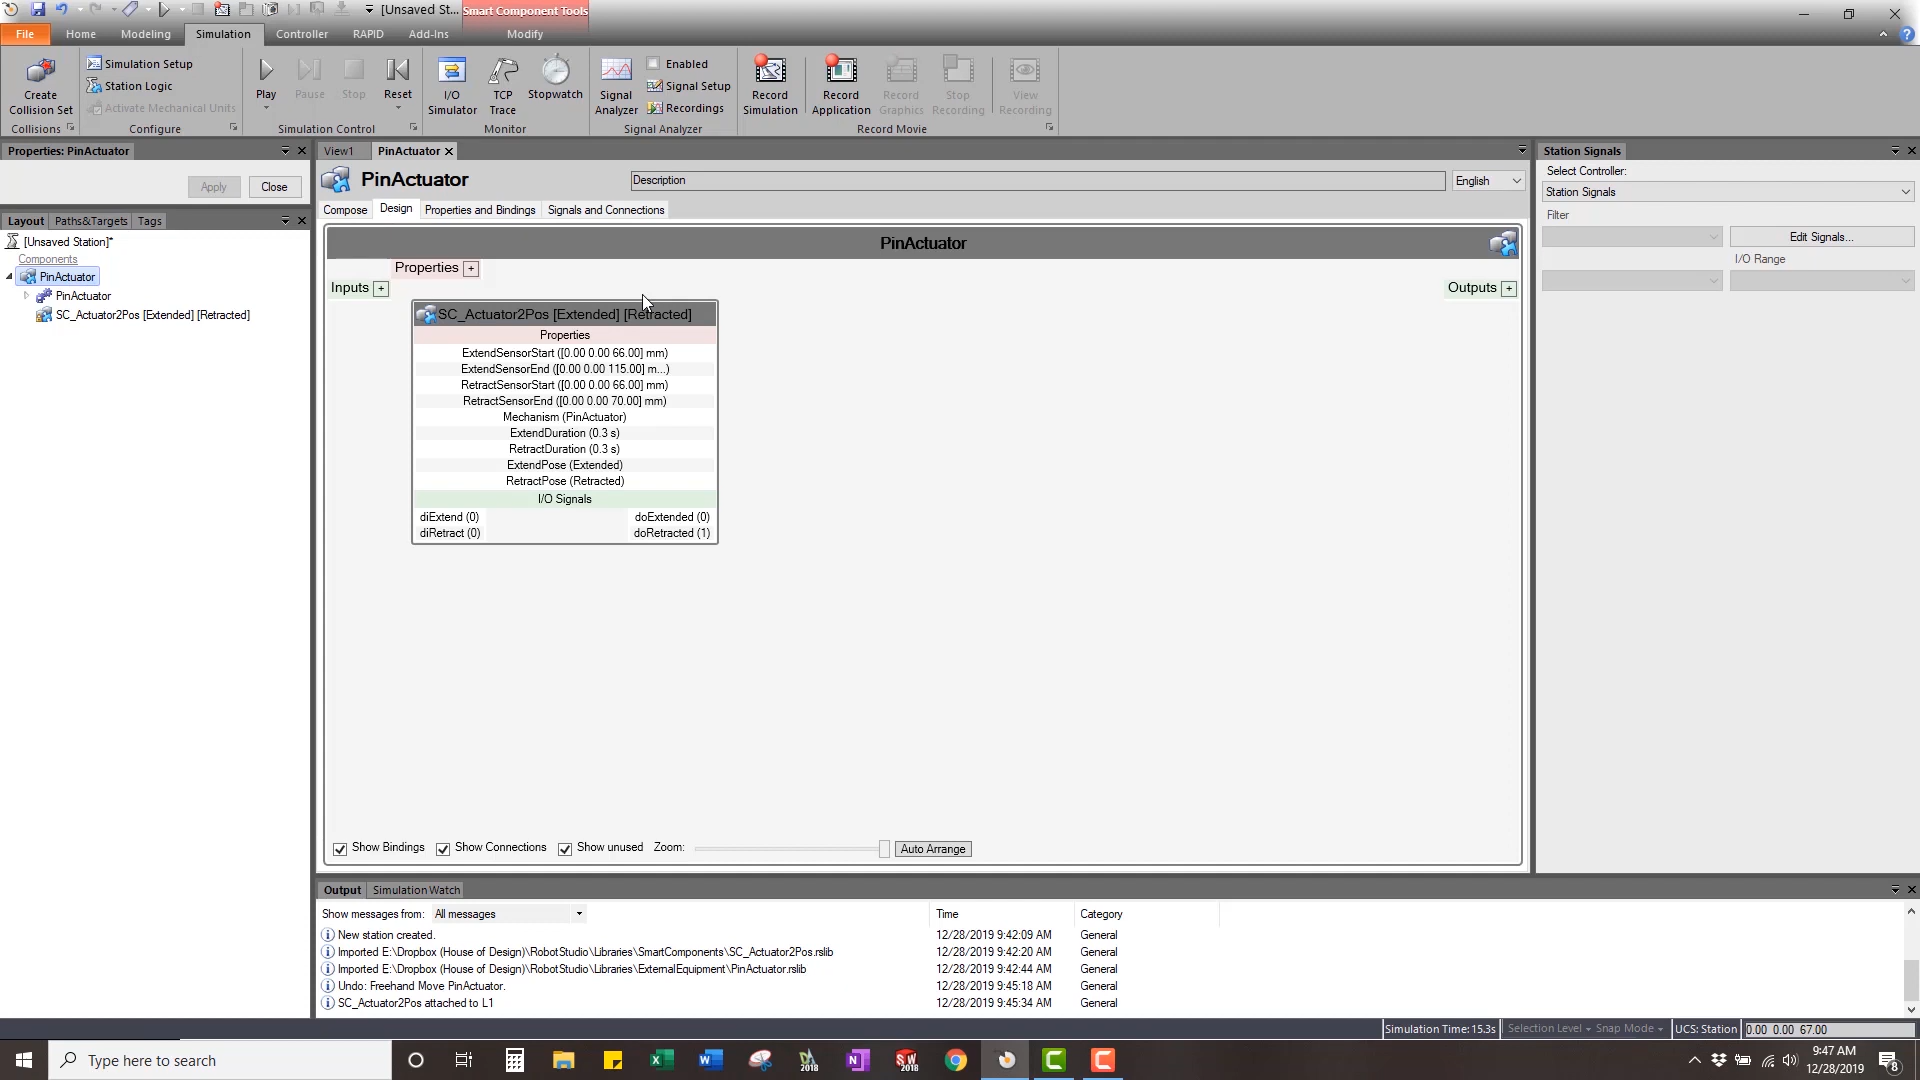 [Unsaved St...
Smart Component Tools
File
Home
Modeling
Simulation
Controller
RAPID
Add-Ins
Modify
Create
Collision Set
Collisions
Simulation Setup
Station Logic
Activate Mechanical Units
Configure
Play
Pause
Stop
Reset
Simulation Control
I/O
Simulator
TCP
Trace
Stopwatch
Monitor
Signal
Analyzer
Enabled
Signal Setup
Recordings
Signal Analyzer
Record
Simulation
Record
Application
Record
Graphics
Stop
Recording
View
Recording
Record Movie
Properties: PinActuator
Apply
Close
Layout
Paths&Targets
Tags
[Unsaved Station]*
Components
PinActuator
PinActuator
SC_Actuator2Pos [Extended] [Retracted]
View1
PinActuator
PinActuator
Description
English
Compose
Design
Properties and Bindings
Signals and Connections
PinActuator
Properties +
Inputs +
Outputs +
SC_Actuator2Pos [Extended] [Retracted]
Properties
ExtendSensorStart ([0.00 0.00 66.00] mm)
ExtendSensorEnd ([0.00 0.00 115.00] m...)
RetractSensorStart ([0.00 0.00 66.00] mm)
RetractSensorEnd ([0.00 0.00 70.00] mm)
Mechanism (PinActuator)
ExtendDuration (0.3 s)
RetractDuration (0.3 s)
ExtendPose (Extended)
RetractPose (Retracted)
I/O Signals
diExtend (0) doExtended (0)
diRetract (0) doRetracted (1)
Show Bindings
Show Connections
Show unused
Zoom:
Auto Arrange
Station Signals
Select Controller:
Station Signals
Filter
Edit Signals...
I/O Range
Output
Simulation Watch
Show messages from: All messages
Time
Category
New station created. 12/28/2019 9:42:09 AM General
Imported E:\Dropbox (House of Design)\RobotStudio\Libraries\SmartComponents\SC_Actuator2Pos.rslib 12/28/2019 9:42:20 AM General
Imported E:\Dropbox (House of Design)\RobotStudio\Libraries\ExternalEquipment\PinActuator.rslib 12/28/2019 9:42:44 AM General
Undo: Freehand Move PinActuator. 12/28/2019 9:45:18 AM General
SC_Actuator2Pos attached to L1 12/28/2019 9:45:34 AM General
Simulation Time: 15.3s
Selection Level
Snap Mode
UCS: Station
0.00 0.00 67.00
Type here to search
2018
2018
9:47 AM
12/28/2019
8